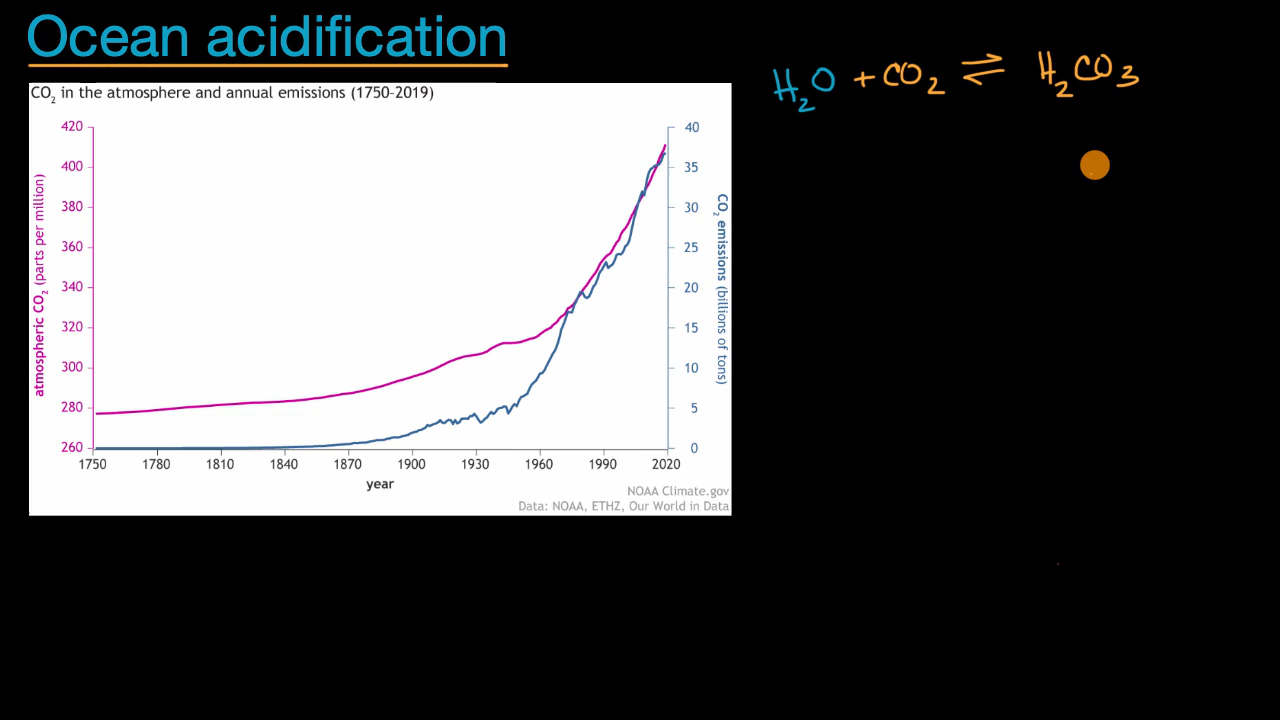 Ocean acidification
H₂O + CO₂ ⇌ H₂CO₃
CO₂ in the atmosphere and annual emissions (1750-2019)
420
400
380
360
340
320
300
280
260
atmospheric CO₂ (parts per million)
40
35
30
25
20
15
10
5
0
CO₂ emissions (billions of tons)
1750 1780 1810 1840 1870 1900 1930 1960 1990 2020
year
NOAA Climate.gov
Data: NOAA, ETHZ, Our World in Data